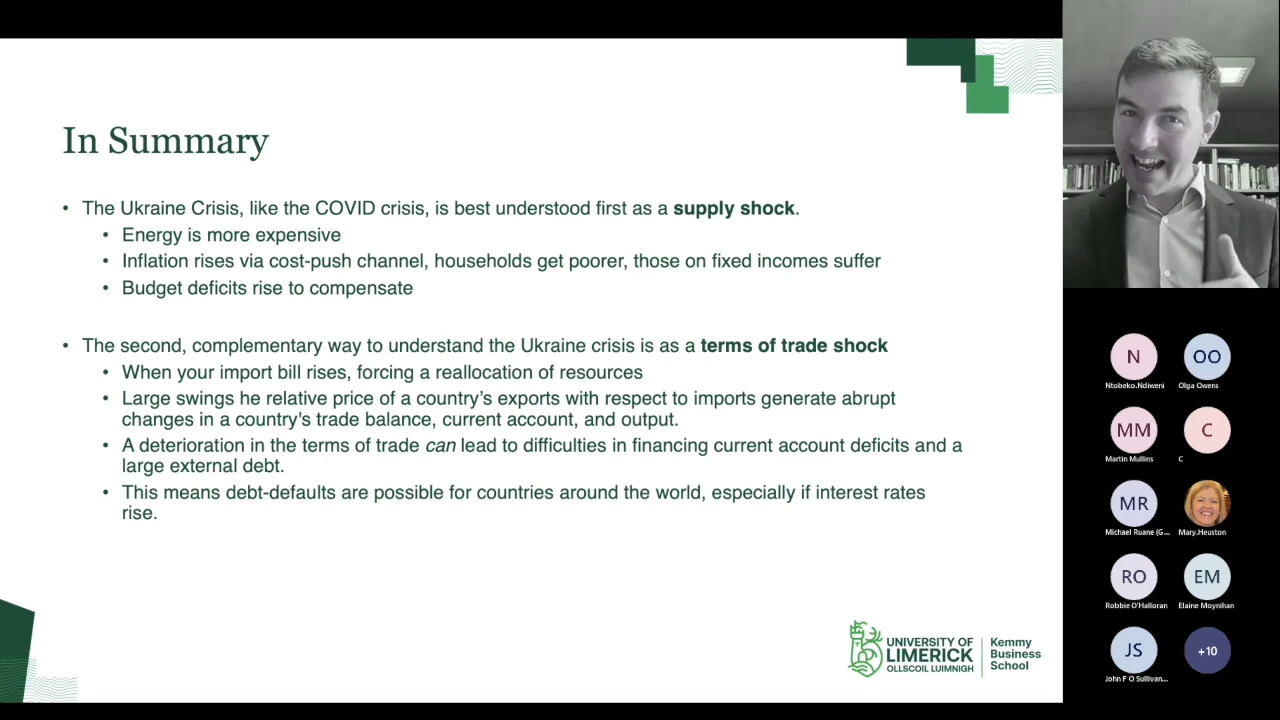 In Summary
• The Ukraine Crisis, like the COVID crisis, is best understood first as a supply shock.
• Energy is more expensive
• Inflation rises via cost-push channel, households get poorer, those on fixed incomes suffer
• Budget deficits rise to compensate
• The second, complementary way to understand the Ukraine crisis is as a terms of trade shock
• When your import bill rises, forcing a reallocation of resources
• Large swings he relative price of a country's exports with respect to imports generate abrupt
changes in a country's trade balance, current account, and output.
• A deterioration in the terms of trade can lead to difficulties in financing current account deficits and a
large external debt.
• This means debt-defaults are possible for countries around the world, especially if interest rates
rise.
UNIVERSITY OF
LIMERICK
OLLSCOIL LUIMNIGH
Kemmy
Business
School
N
Ntobeko.Ndiweni
OO
Olga Owens
MM
Martin Mullins
C
C
MR
Michael Ruane (G...
Mary.Heuston
RO
Robbie O'Halloran
EM
Elaine Moynihan
JS
John F O Sullivan...
+10